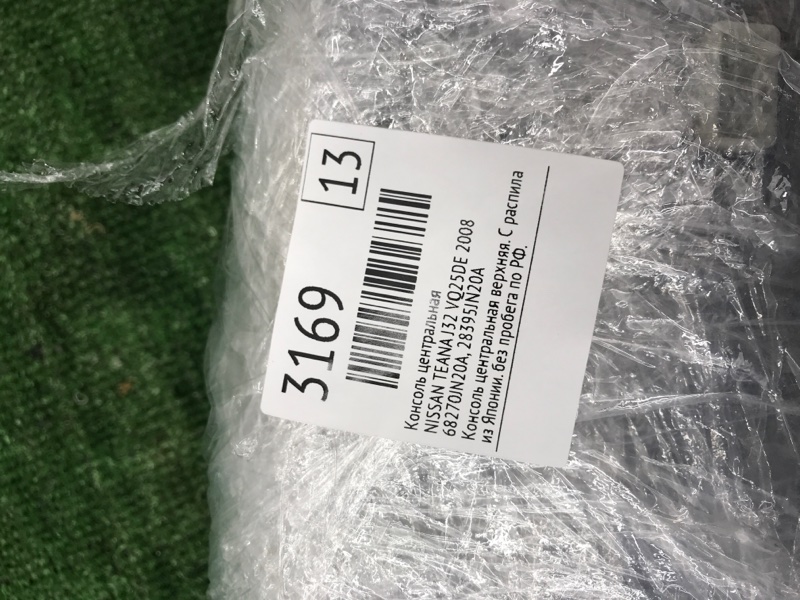 3169
13
Консоль центральная
NISSAN TEANA J32 VQ25DE 2008
68270JN20A, 28395JN20A
Консоль центральная верхняя. С распила
из Японии. без пробега по РФ.